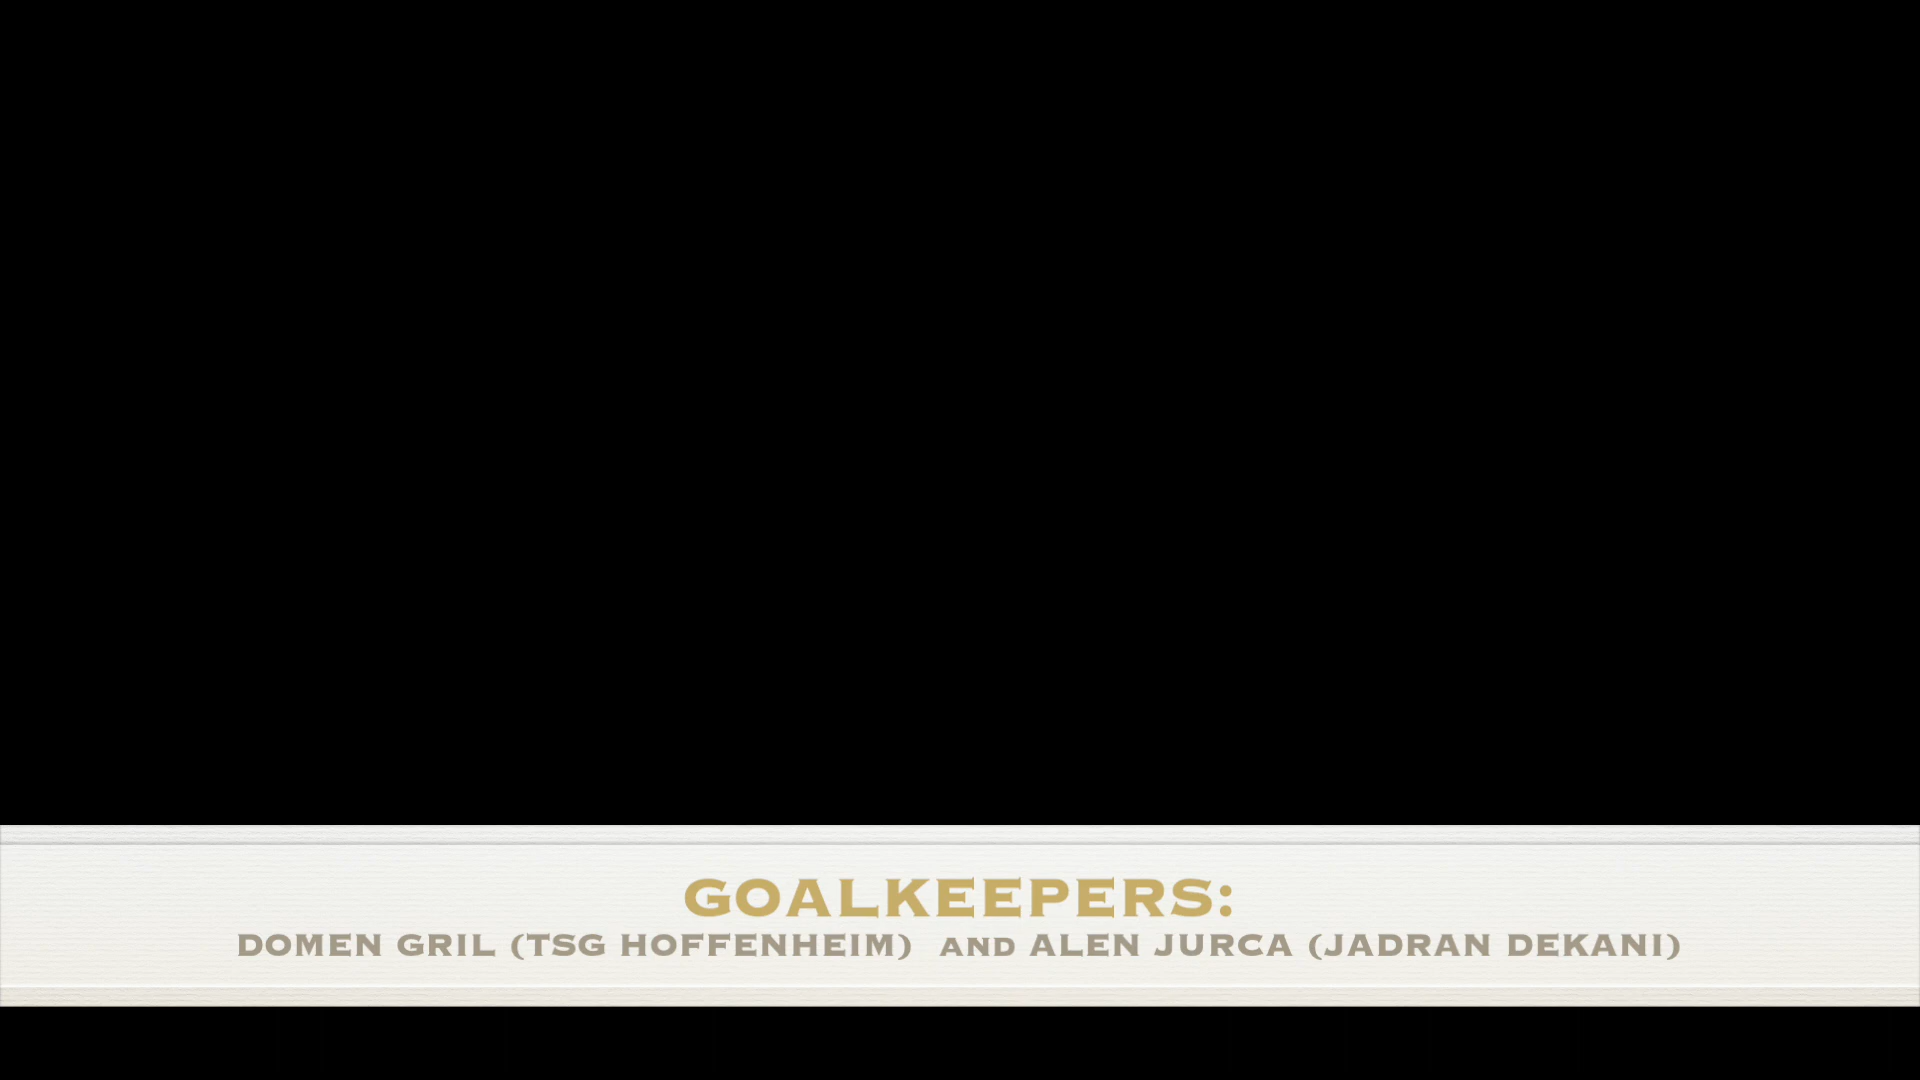 GOALKEEPERS:
DOMEN GRIL (TSG HOFFENHEIM) AND ALEN JURCA (JADRAN DEKANI)